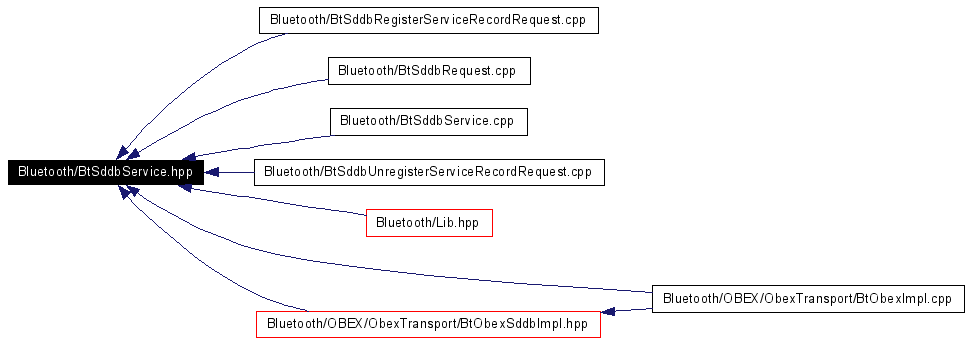 Bluetooth/BtSddbRegisterServiceRecordRequest.cpp
Bluetooth/BtSddbRequest.cpp
Bluetooth/BtSddbService.cpp
Bluetooth/BtSddbService.hpp
Bluetooth/BtSddbUnregisterServiceRecordRequest.cpp
Bluetooth/Lib.hpp
Bluetooth/OBEX/ObexTransport/BtObexImpl.cpp
Bluetooth/OBEX/ObexTransport/BtObexSddbImpl.hpp